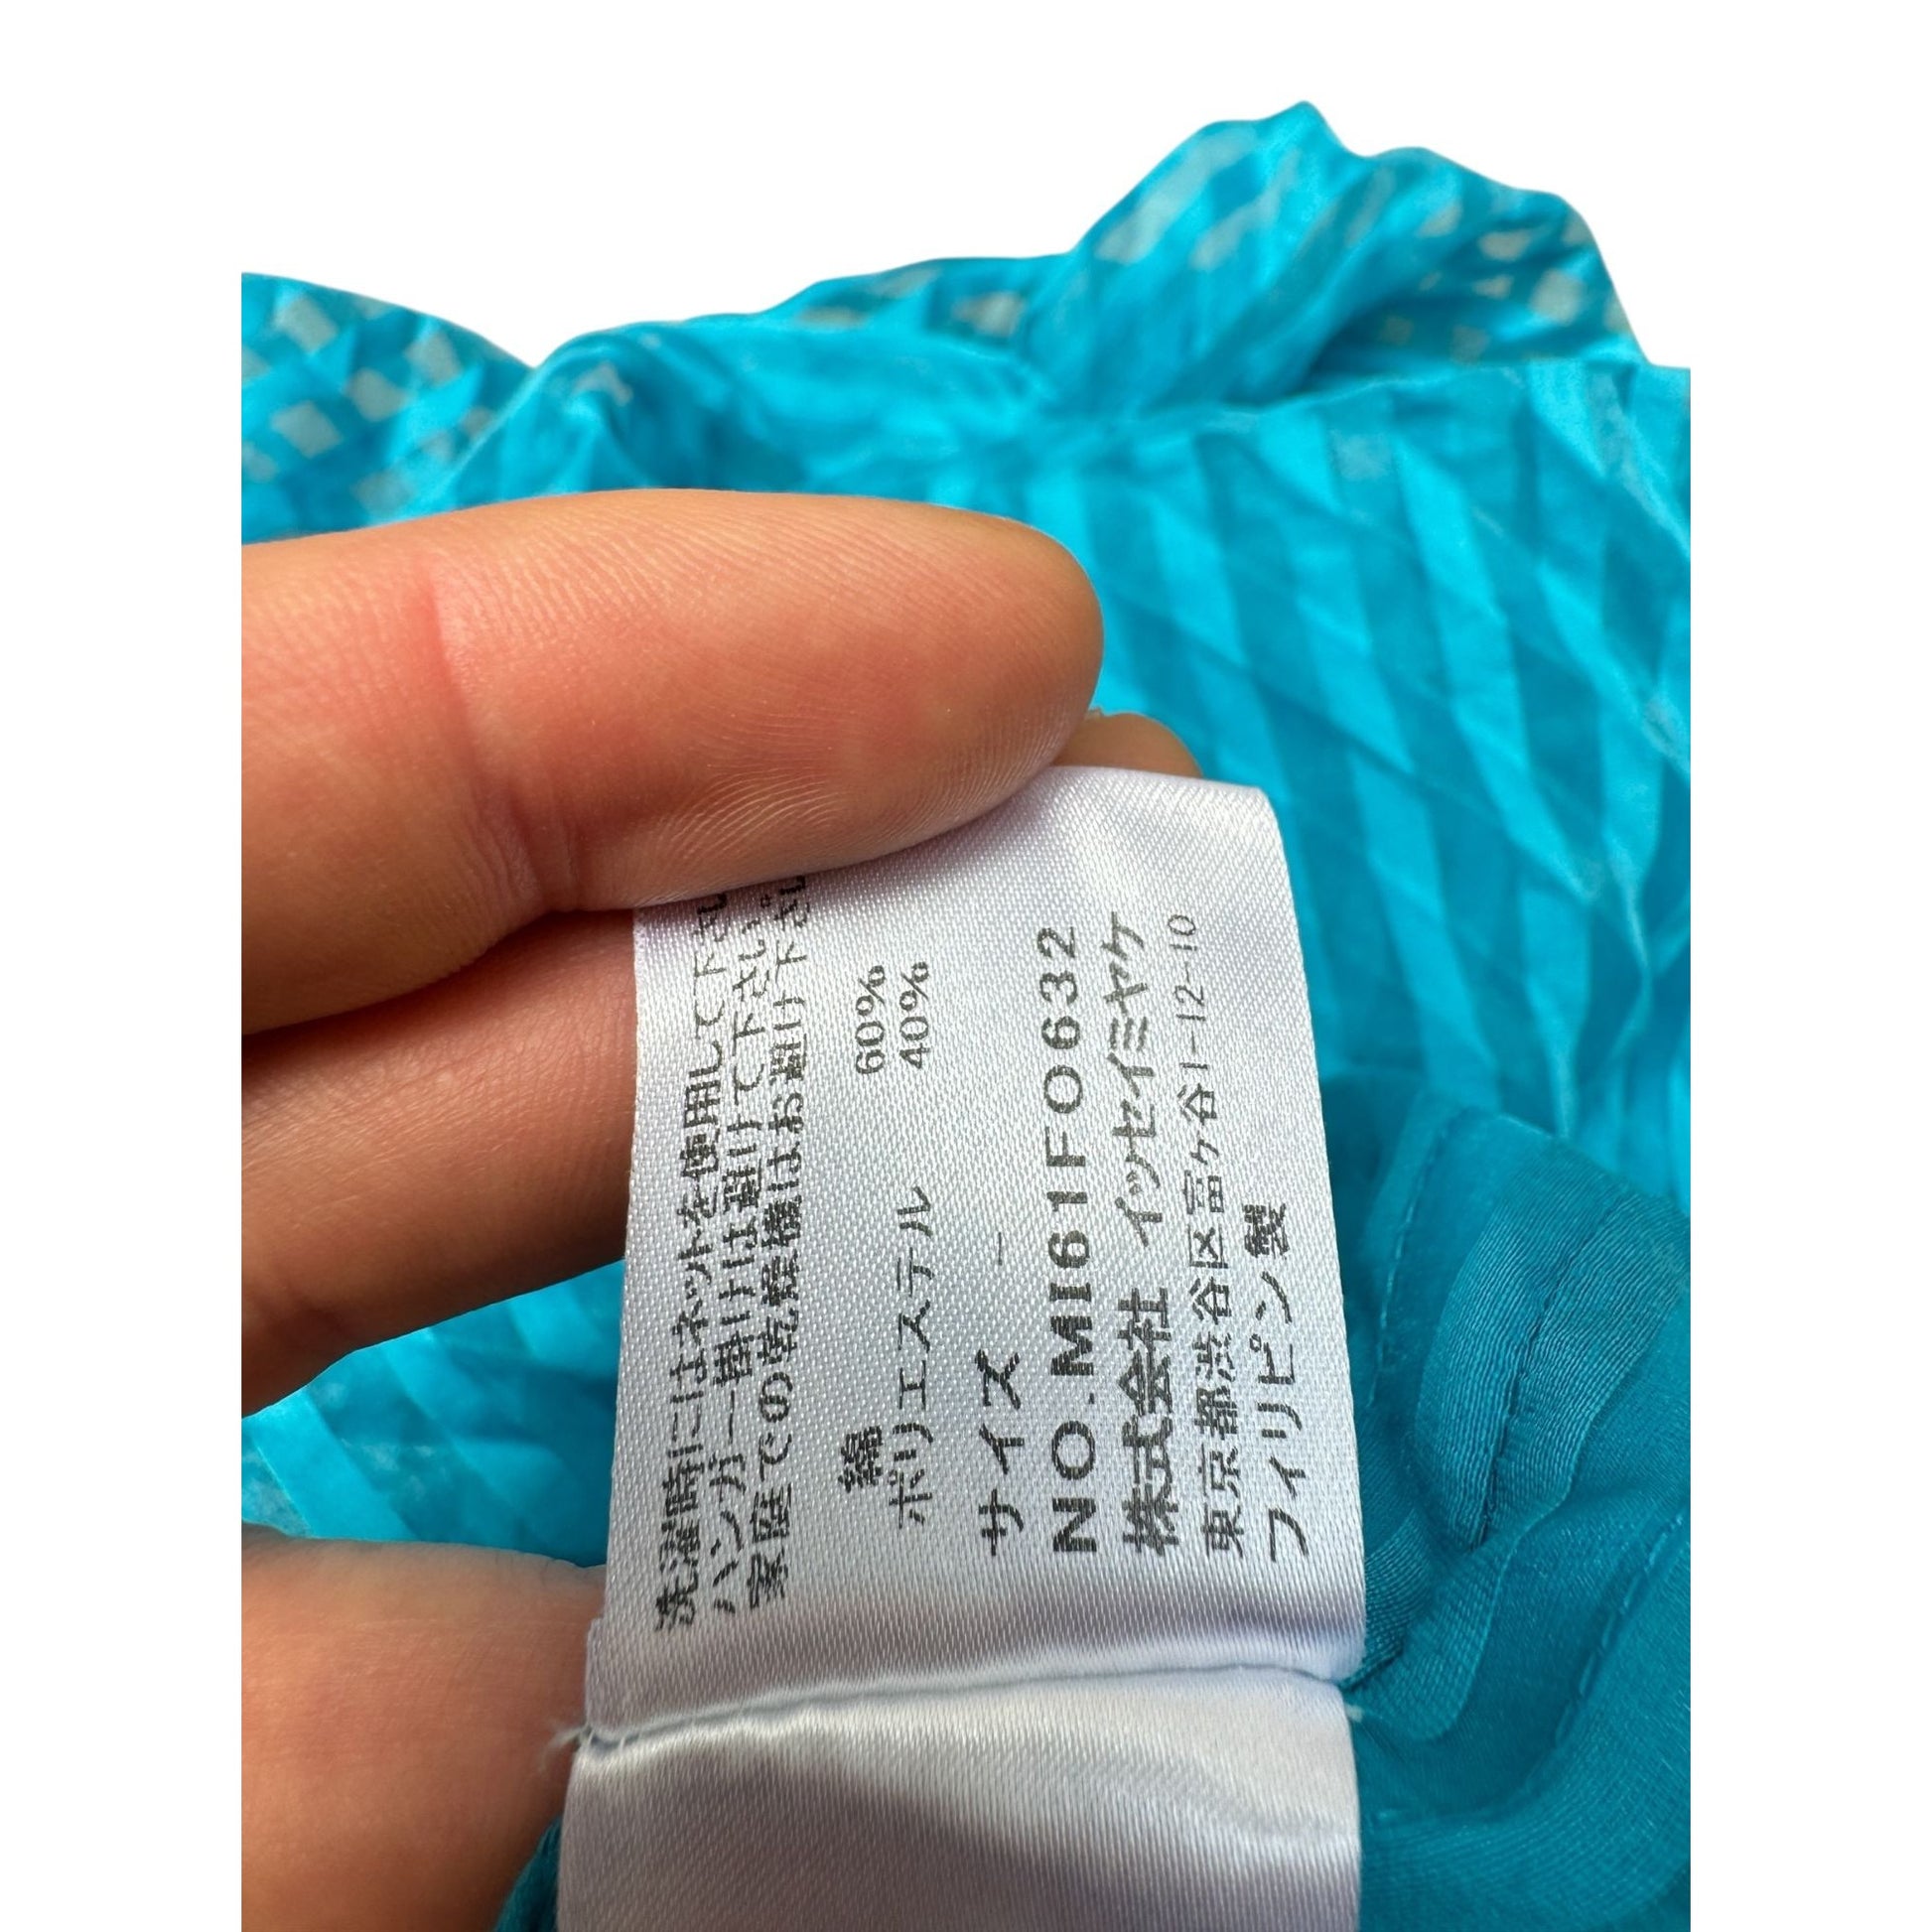 洗濯時にはネットを使用して下さい
ハンガー掛けは避けて下さい。
家庭での乾燥機はお避け下さい
綿 60%
ポリエステル 40%
サイズ –
NO.MI61FO632
株式会社 イッセイミヤケ
東京都渋谷区富ヶ谷1-12-10
フィリピン製